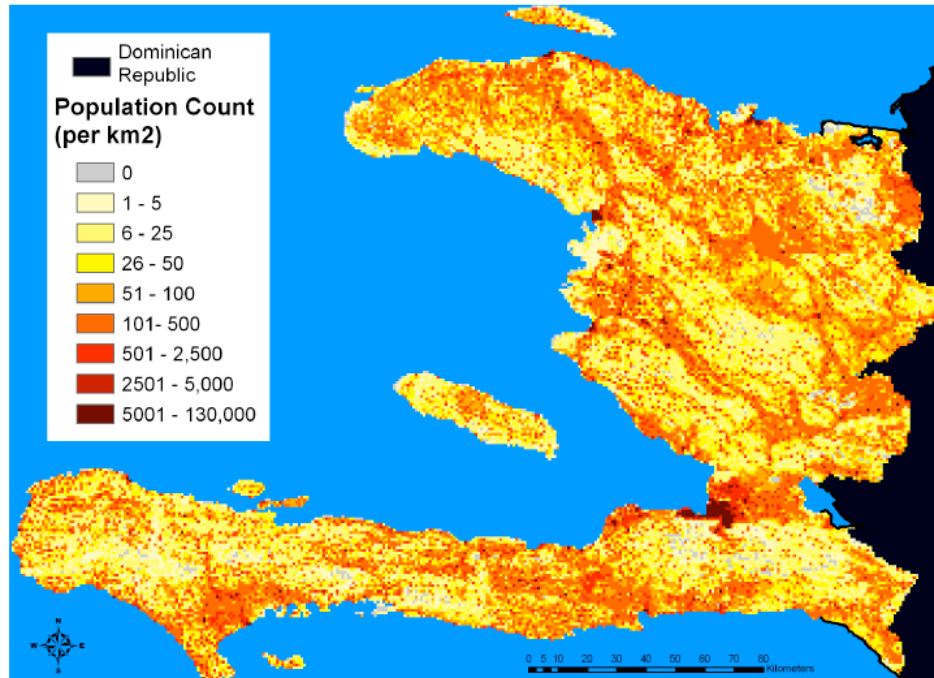 Dominican
Republic
Population Count
(per km2)
0
1 - 5
6 - 25
26 - 50
51 - 100
101- 500
501 - 2,500
2501 - 5,000
5001 - 130,000
N
W E
S
0 5 10 20 30 40 50 60 70 80
Kilometers